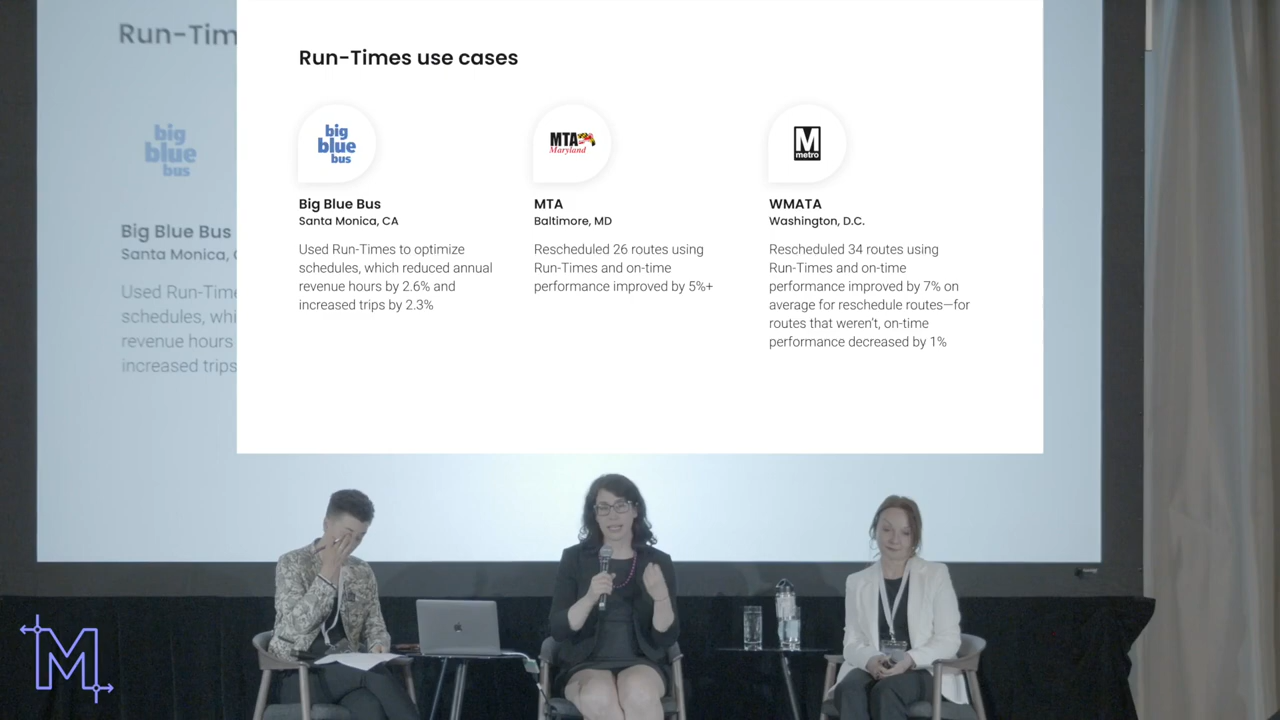 Run-Tim
Run-Times use cases
big
blue
bus
MTA
Maryland
M
metro
big
blue
bus
Big Blue Bus
Santa Monica, CA
Used Run-Times to optimize
schedules, which reduced annual
revenue hours by 2.6% and
increased trips by 2.3%
MTA
Baltimore, MD
Rescheduled 26 routes using
Run-Times and on-time
performance improved by 5%+
WMATA
Washington, D.C.
Rescheduled 34 routes using
Run-Times and on-time
performance improved by 7% on
average for reschedule routes—for
routes that weren't, on-time
performance decreased by 1%
Big Blue Bus
Santa Monica, C
Used Run-Time
schedules, whi
revenue hours
increased trips
M